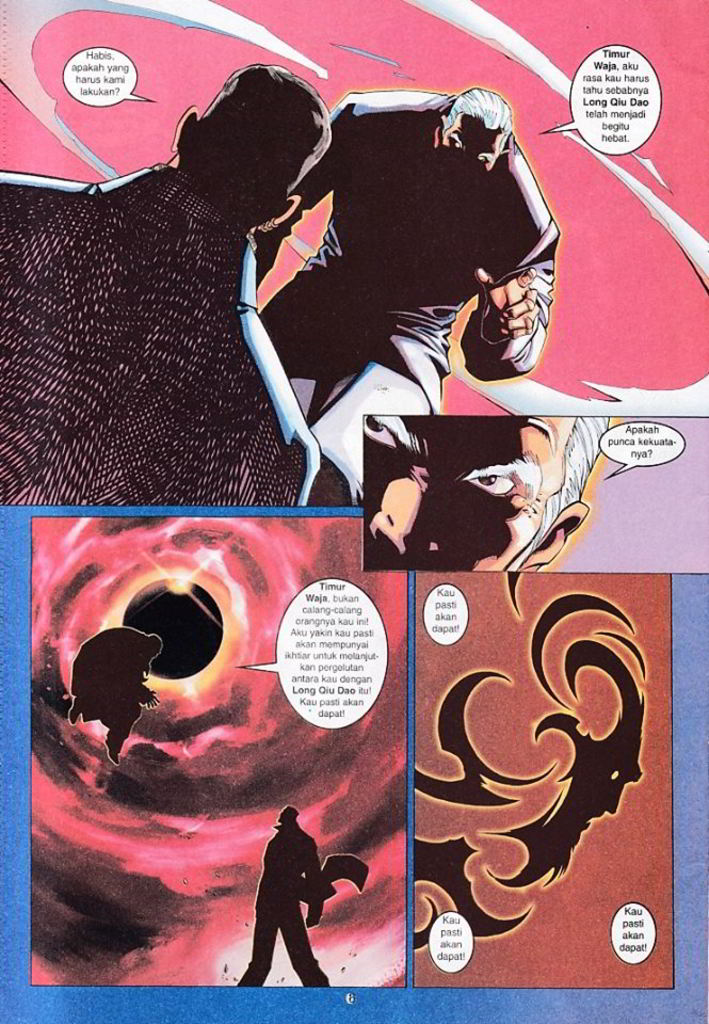 Habis,
apakah yang
harus kami
lakukan?
Timur
Waja, aku
rasa kau harus
tahu sebabnya
Long Qiu Dao
telah menjadi
begitu
hebat.
Apakah
punca kekuata-
nya?
Timur
Waja, bukan
calang-calang
orangnya kau ini!
Aku yakin kau pasti
akan mempunyai
ikhtiar untuk melanjut-
kan pergelutan
antara kau dengan
Long Qiu Dao itu!
Kau pasti akan
dapat!
Kau
pasti akan
dapat!
Kau
pasti
akan
dapat!
Kau
pasti
akan
dapat!